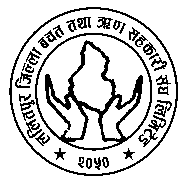 ललितपुर जिल्ला बचत तथा ऋण सहकारी संघ लिमिटेड
२०५०